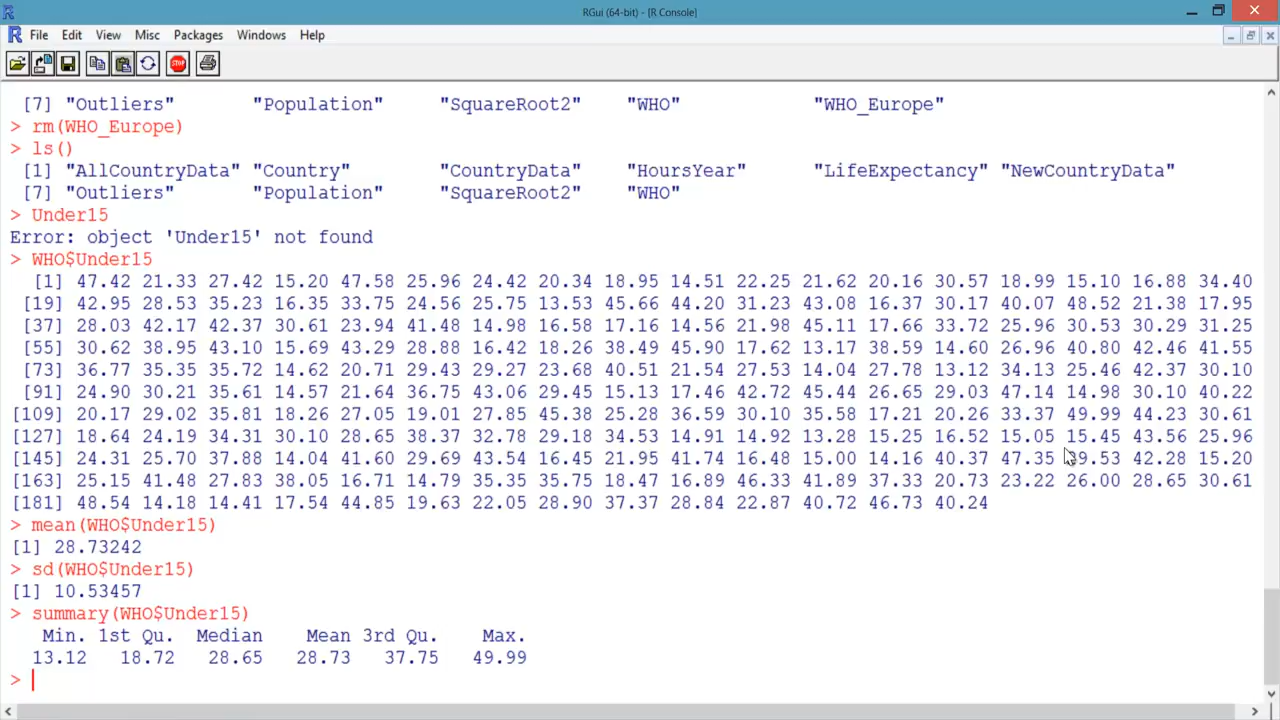 RGui (64-bit) - [R Console]
File Edit View Misc Packages Windows Help
STOP
[7] "Outliers" "Population" "SquareRoot2" "WHO" "WHO_Europe"
> rm(WHO_Europe)
> ls()
[1] "AllCountryData" "Country" "CountryData" "HoursYear" "LifeExpectancy" "NewCountryData"
[7] "Outliers" "Population" "SquareRoot2" "WHO"
> Under15
Error: object 'Under15' not found
> WHO$Under15
[1] 47.42 21.33 27.42 15.20 47.58 25.96 24.42 20.34 18.95 14.51 22.25 21.62 20.16 30.57 18.99 15.10 16.88 34.40
[19] 42.95 28.53 35.23 16.35 33.75 24.56 25.75 13.53 45.66 44.20 31.23 43.08 16.37 30.17 40.07 48.52 21.38 17.95
[37] 28.03 42.17 42.37 30.61 23.94 41.48 14.98 16.58 17.16 14.56 21.98 45.11 17.66 33.72 25.96 30.53 30.29 31.25
[55] 30.62 38.95 43.10 15.69 43.29 28.88 16.42 18.26 38.49 45.90 17.62 13.17 38.59 14.60 26.96 40.80 42.46 41.55
[73] 36.77 35.35 35.72 14.62 20.71 29.43 29.27 23.68 40.51 21.54 27.53 14.04 27.78 13.12 34.13 25.46 42.37 30.10
[91] 24.90 30.21 35.61 14.57 21.64 36.75 43.06 29.45 15.13 17.46 42.72 45.44 26.65 29.03 47.14 14.98 30.10 40.22
[109] 20.17 29.02 35.81 18.26 27.05 19.01 27.85 45.38 25.28 36.59 30.10 35.58 17.21 20.26 33.37 49.99 44.23 30.61
[127] 18.64 24.19 34.31 30.10 28.65 38.37 32.78 29.18 34.53 14.91 14.92 13.28 15.25 16.52 15.05 15.45 43.56 25.96
[145] 24.31 25.70 37.88 14.04 41.60 29.69 43.54 16.45 21.95 41.74 16.48 15.00 14.16 40.37 47.35 42.28 15.20
[163] 25.15 41.48 27.83 38.05 16.71 14.79 35.35 35.75 18.47 16.89 46.33 41.89 37.33 20.73 23.22 26.00 28.65 30.61
[181] 48.54 14.18 14.41 17.54 44.85 19.63 22.05 28.90 37.37 28.84 22.87 40.72 46.73 40.24
> mean(WHO$Under15)
[1] 28.73242
> sd(WHO$Under15)
[1] 10.53457
> summary(WHO$Under15)
Min. 1st Qu. Median Mean 3rd Qu. Max.
13.12 18.72 28.65 28.73 37.75 49.99
>